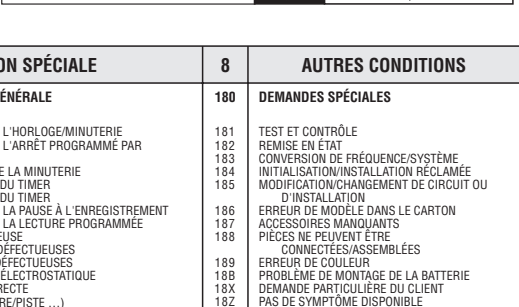 ON SPÉCIALE
ÉNÉRALE
L'HORLOGE/MINUTERIE
L'ARRÊT PROGRAMMÉ PAR
E LA MINUTERIE
DU TIMER
DU TIMER
LA PAUSE À L'ENREGISTREMENT
LA LECTURE PROGRAMMÉE
EUSE
DÉFECTUEUSES
DÉFECTUEUSES
ÉLECTROSTATIQUE
RECTE
RE/PISTE ...)
8 AUTRES CONDITIONS
180 DEMANDES SPÉCIALES
181 TEST ET CONTRÔLE
182 REMISE EN ÉTAT
183 CONVERSION DE FRÉQUENCE/SYSTÈME
184 INITIALISATION/INSTALLATION RÉCLAMÉE
185 MODIFICATION/CHANGEMENT DE CIRCUIT OU
D'INSTALLATION
186 ERREUR DE MODÈLE DANS LE CARTON
187 ACCESSOIRES MANQUANTS
188 PIÈCES NE PEUVENT ÊTRE
CONNECTÉES/ASSEMBLÉES
189 ERREUR DE COULEUR
18B PROBLÈME DE MONTAGE DE LA BATTERIE
18X DEMANDE PARTICULIÈRE DU CLIENT
18Z PAS DE SYMPTÔME DISPONIBLE